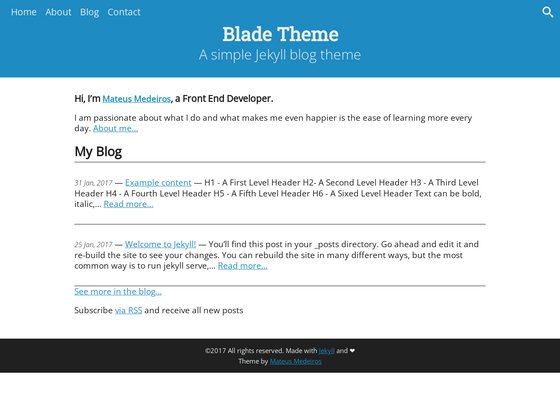 Home About Blog Contact
Blade Theme
A simple Jekyll blog theme
Hi, I'm Mateus Medeiros, a Front End Developer.
I am passionate about what I do and what makes me even happier is the ease of learning more every
day. About me...
My Blog
31 Jan, 2017 — Example content — H1 - A First Level Header H2- A Second Level Header H3 - A Third Level
Header H4 - A Fourth Level Header H5 - A Fifth Level Header H6 - A Sixed Level Header Text can be bold,
italic,... Read more...
25 Jan, 2017 — Welcome to Jekyll! — You'll find this post in your _posts directory. Go ahead and edit it and
re-build the site to see your changes. You can rebuild the site in many different ways, but the most
common way is to run jekyll serve,... Read more...
See more in the blog...
Subscribe via RSS and receive all new posts
©2017 All rights reserved. Made with Jekyll and ❤
Theme by Mateus Medeiros